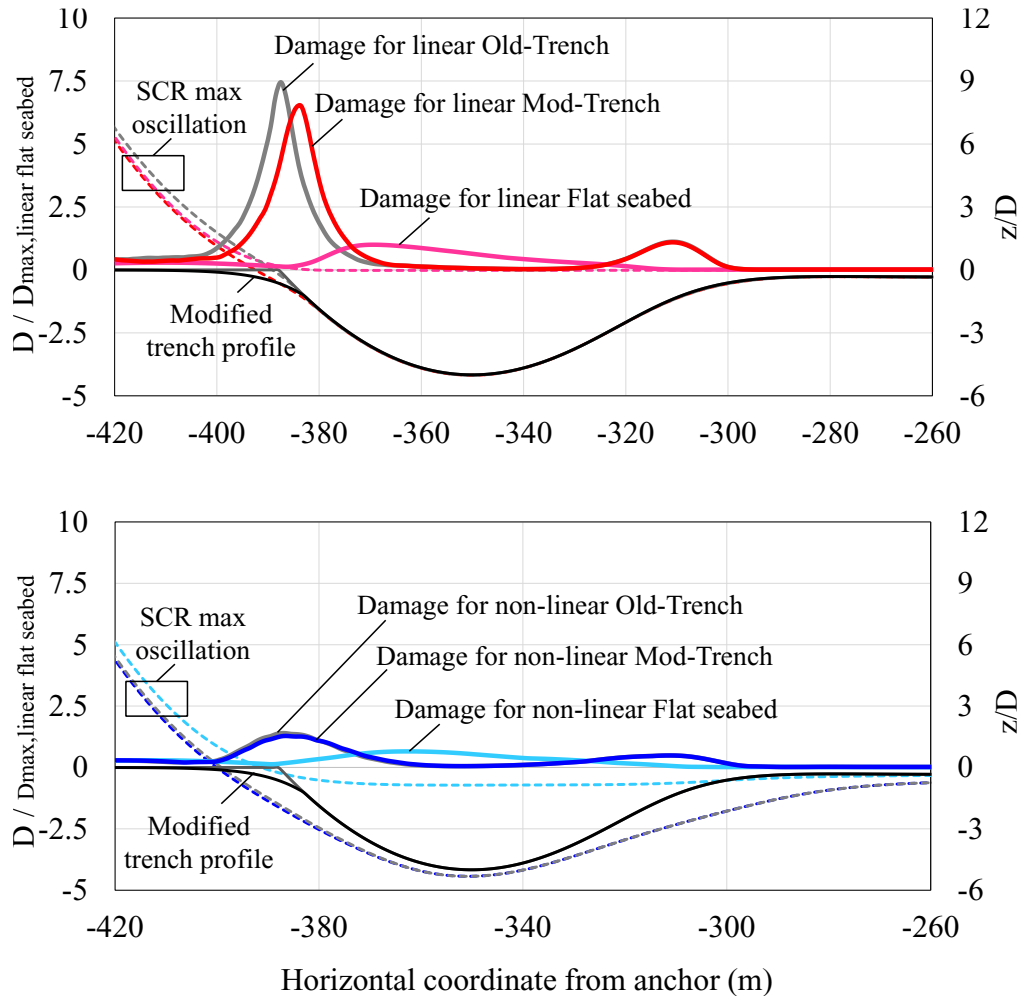 10
7.5
5
2.5
0
-2.5
-5
12
9
6
3
0
-3
-6
D / Dmax,linear flat seabed
z/D
Damage for linear Old-Trench
SCR max
oscillation
Damage for linear Mod-Trench
Damage for linear Flat seabed
Modified
trench profile
-420 -400 -380 -360 -340 -320 -300 -280 -260
10
7.5
5
2.5
0
-2.5
-5
12
9
6
3
0
-3
-6
D / Dmax,linear flat seabed
z/D
Damage for non-linear Old-Trench
SCR max
oscillation
Damage for non-linear Mod-Trench
Damage for non-linear Flat seabed
Modified
trench profile
-420 -400 -380 -360 -340 -320 -300 -280 -260
Horizontal coordinate from anchor (m)